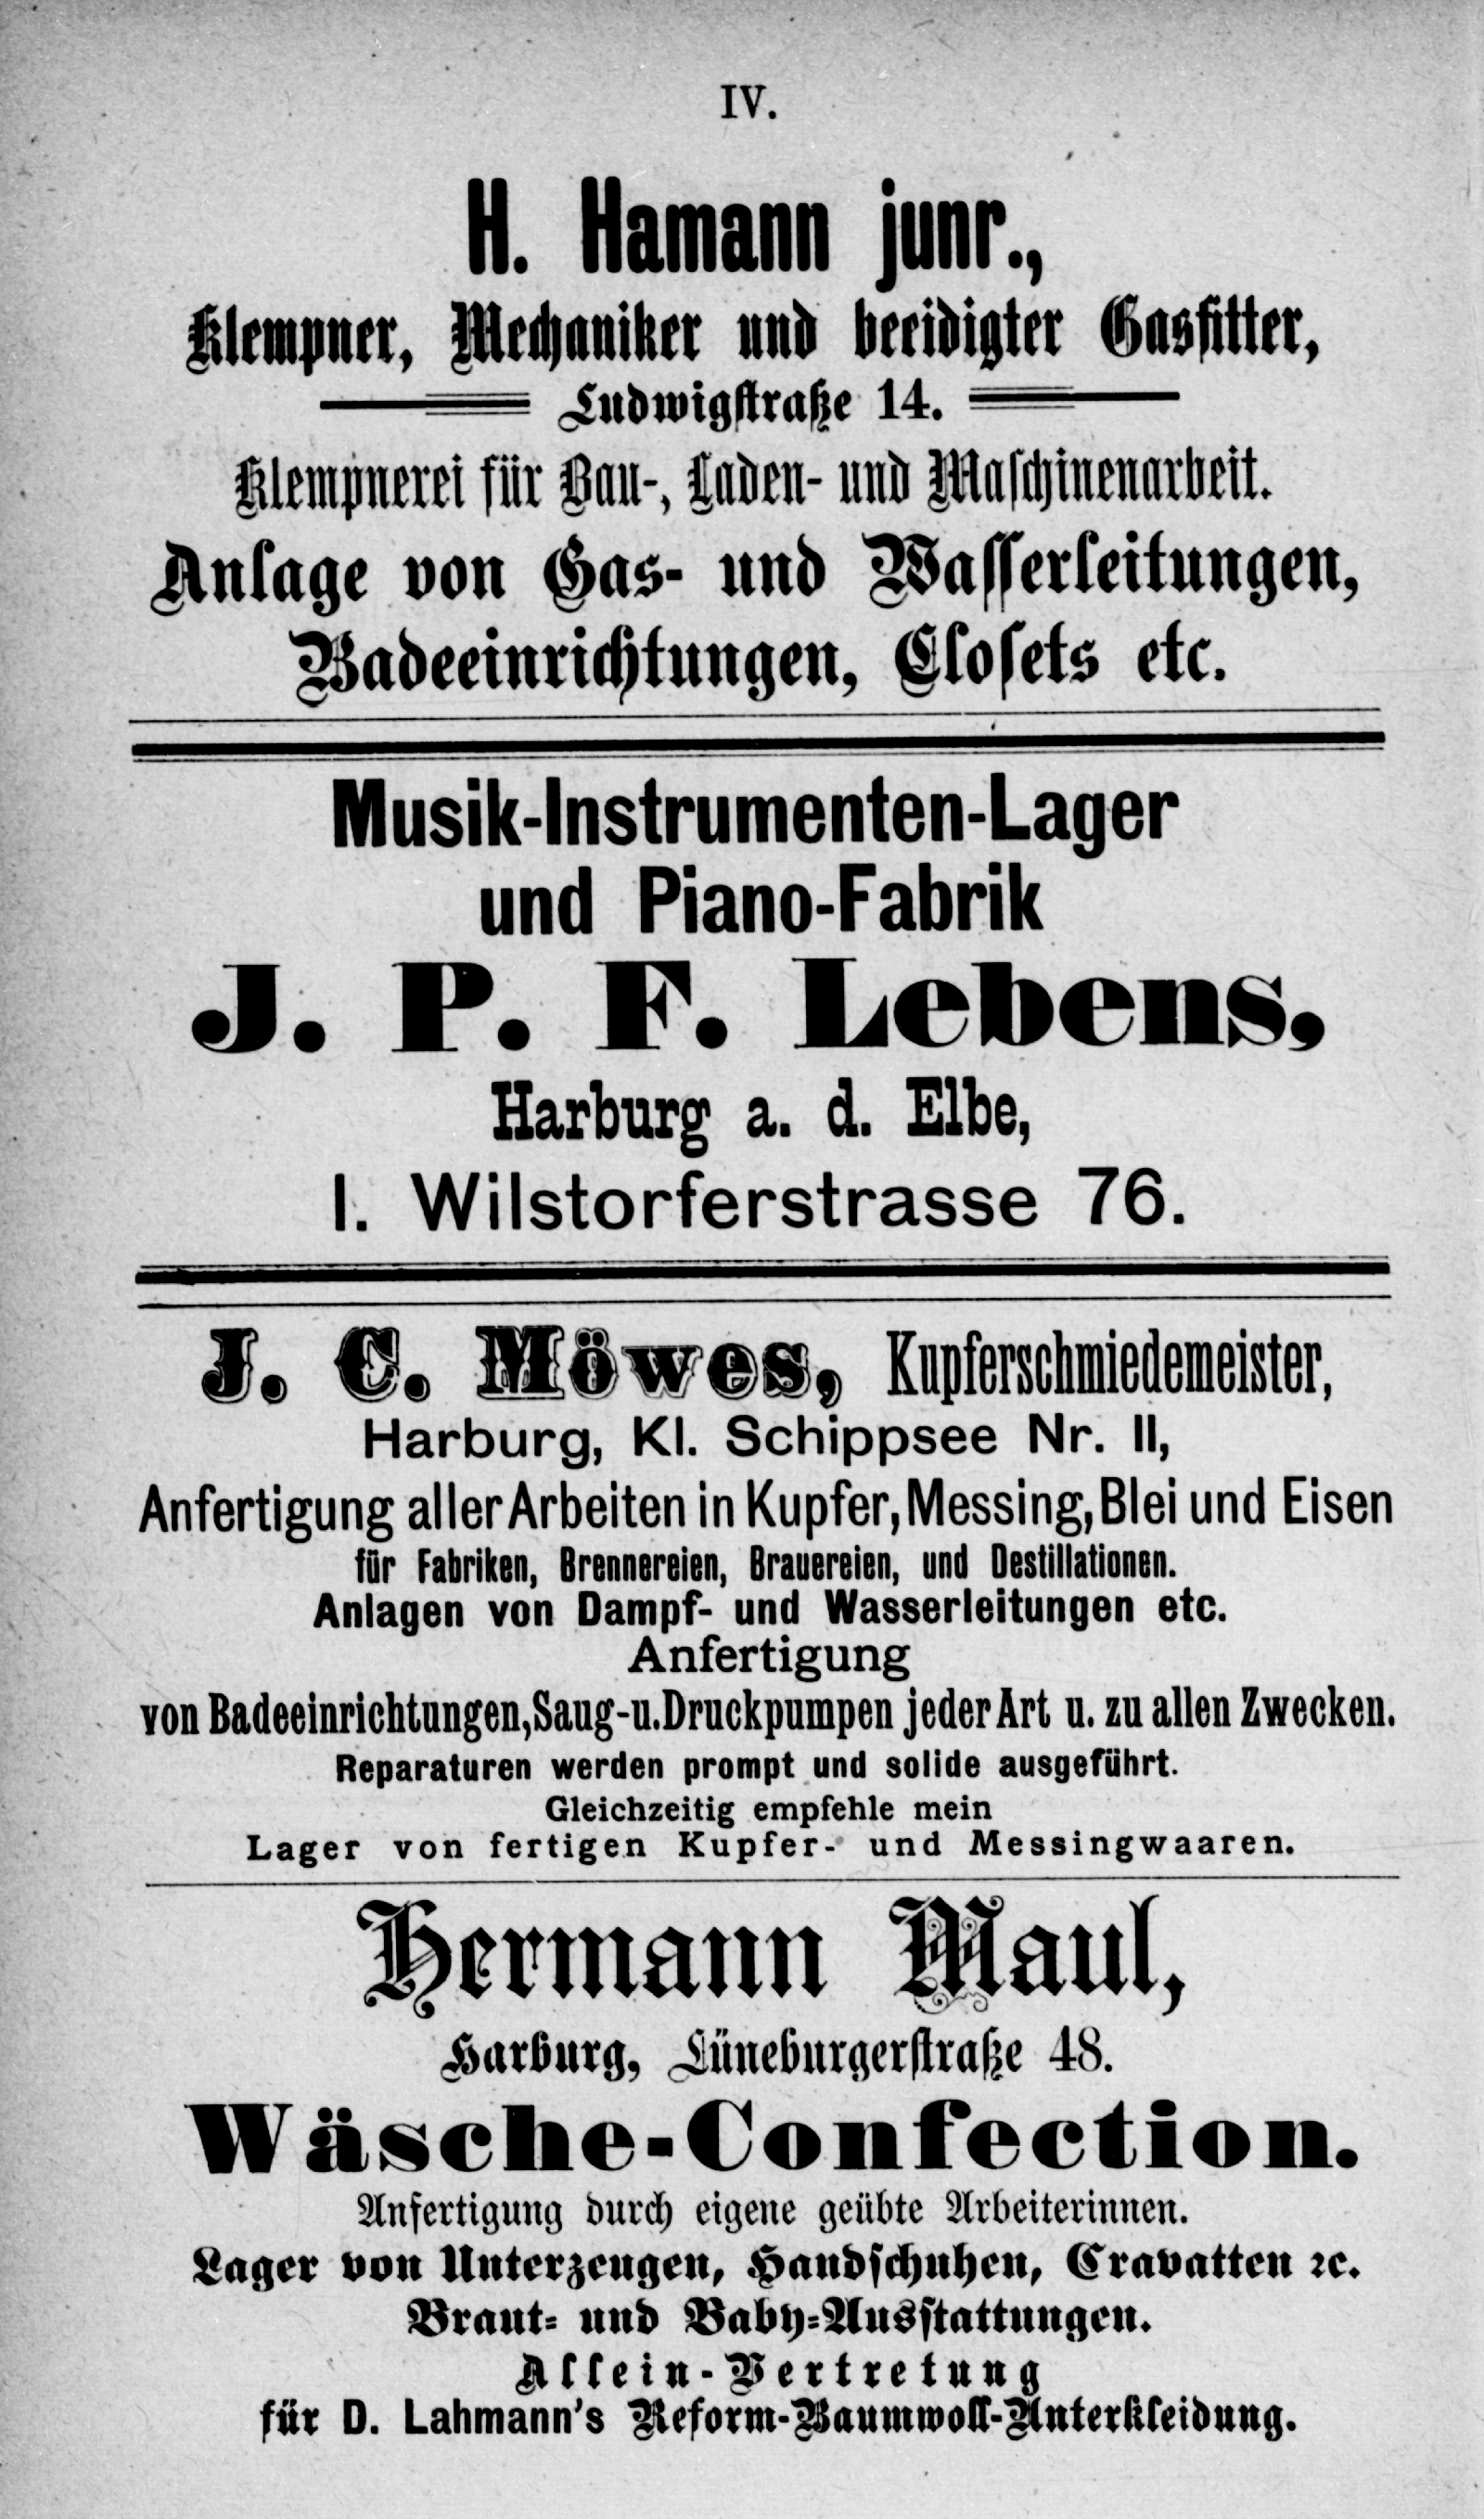 IV.
H. Hamann junr.,
Klempner, Mechaniker und beeidigter Gasfitter,
Ludwigstraße 14.
Klempnerei für Bau-, Laden- und Maschinenarbeit.
Anlage von Gas- und Wasserleitungen,
Badeeinrichtungen, Closets etc.
Musik-Instrumenten-Lager
und Piano-Fabrik
J. P. F. Lebens,
Harburg a. d. Elbe,
I. Wilstorferstrasse 76.
J. C. Möwes, Kupferschmiedemeister,
Harburg, Kl. Schippsee Nr. II,
Anfertigung aller Arbeiten in Kupfer, Messing, Blei und Eisen
für Fabriken, Brennereien, Brauereien, und Destillationen.
Anlagen von Dampf- und Wasserleitungen etc.
Anfertigung
von Badeeinrichtungen, Saug-u. Druckpumpen jeder Art u. zu allen Zwecken.
Reparaturen werden prompt und solide ausgeführt.
Gleichzeitig empfehle mein
Lager von fertigen Kupfer- und Messingwaaren.
Hermann Maul,
Harburg, Lüneburgerstraße 48.
Wäsche-Confection.
Anfertigung durch eigene geübte Arbeiterinnen.
Lager von Unterzeugen, Handschuhen, Cravatten ꝛc.
Braut- und Baby-Ausstattungen.
Allein-Vertretung
für D. Lahmann's Reform-Baumwoll-Unterkleidung.